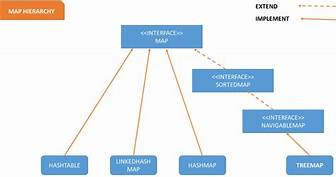 MAP HIERARCHY
EXTEND
IMPLEMENT
<<INTERFACE>>
MAP
<<INTERFACE>>
SORTEDMAP
<<INTERFACE>>
NAVIGABLEMAP
HASHTABLE
LINKEDHASH
MAP
HASHMAP
TREEMAP